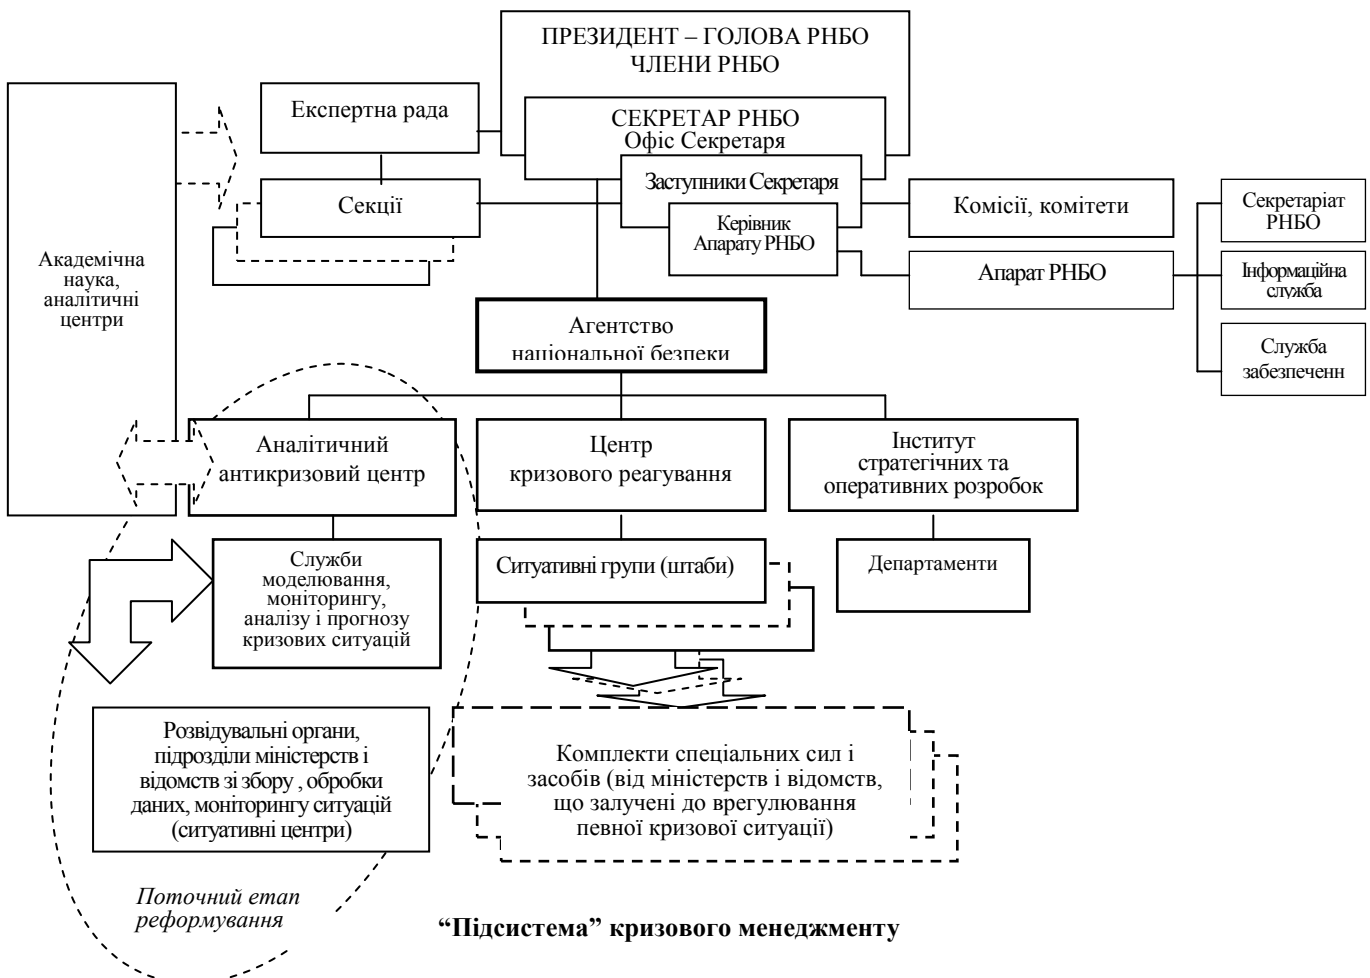 ПРЕЗИДЕНТ – ГОЛОВА РНБО
ЧЛЕНИ РНБО
СЕКРЕТАР РНБО
Офіс Секретаря
Заступники Секретаря
Керівник
Апарату РНБО
Експертна рада
Секції
Комісії, комітети
Апарат РНБО
Секретаріат
РНБО
Інформаційна
служба
Служба
забезпеченн
Академічна
наука,
аналітичні
центри
Агентство
національної безпеки
Аналітичний
антикризовий центр
Центр
кризового реагування
Інститут
стратегічних та
оперативних розробок
Служби
моделювання,
моніторингу,
аналізу і прогнозу
кризових ситуацій
Ситуативні групи (штаби)
Департаменти
Розвідувальні органи,
підрозділи міністерств і
відомств зі збору , обробки
даних, моніторингу ситуацій
(ситуативні центри)
Комплекти спеціальних сил і
засобів (від міністерств і відомств,
що залучені до врегулювання
певної кризової ситуації)
Поточний етап
реформування
“Підсистема” кризового менеджменту